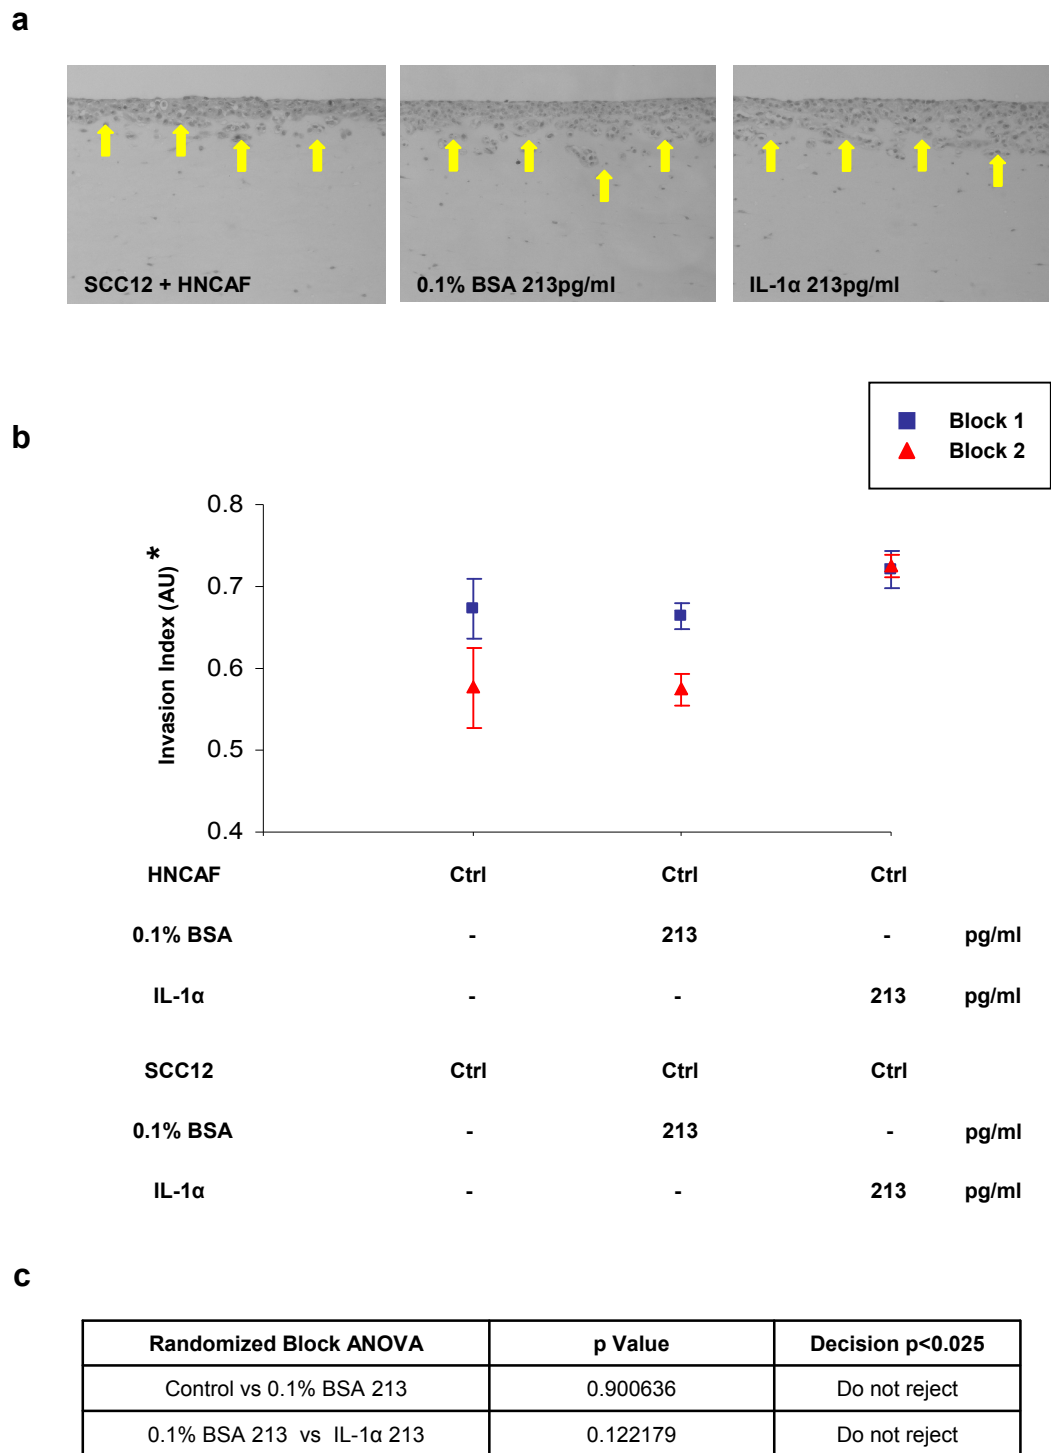 a
SCC12 + HNCAF
0.1% BSA 213pg/ml
IL-1α 213pg/ml
b
Block 1
Block 2
Invasion Index (AU) *
0.8
0.7
0.6
0.5
0.4
HNCAF Ctrl Ctrl Ctrl
0.1% BSA - 213 - pg/ml
IL-1α - - 213 pg/ml
SCC12 Ctrl Ctrl Ctrl
0.1% BSA - 213 - pg/ml
IL-1α - - 213 pg/ml
c
Randomized Block ANOVA p Value Decision p<0.025
Control vs 0.1% BSA 213 0.900636 Do not reject
0.1% BSA 213 vs IL-1α 213 0.122179 Do not reject